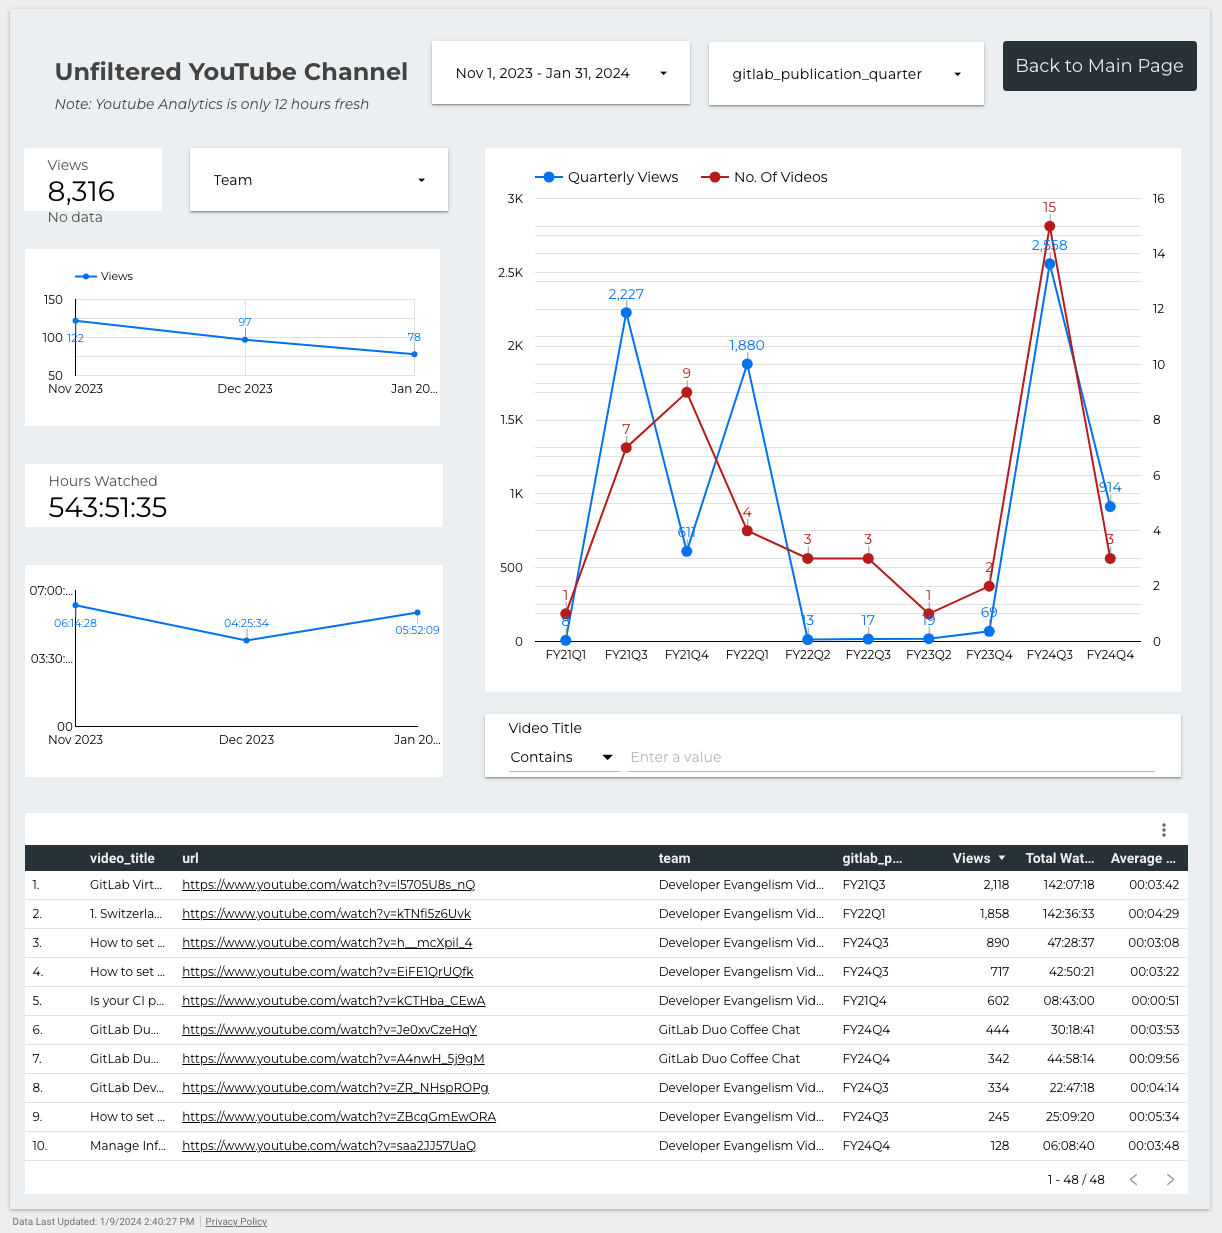 Unfiltered YouTube Channel
Note: Youtube Analytics is only 12 hours fresh
Nov 1, 2023 - Jan 31, 2024
gitlab_publication_quarter
Back to Main Page
Views
8,316
No data
Team
Views
150
100
50
122
97
78
Nov 2023
Dec 2023
Jan 20...
Hours Watched
543:51:35
07:00:...
03:30:...
00
06:14:28
04:25:34
05:52:09
Nov 2023
Dec 2023
Jan 20...
Quarterly Views
No. Of Videos
3K
2.5K
2K
1.5K
1K
500
0
16
14
12
10
8
6
4
2
0
8
2,227
611
1,880
13
17
19
69
2,558
914
1
7
9
4
3
3
1
2
15
3
FY21Q1
FY21Q3
FY21Q4
FY22Q1
FY22Q2
FY22Q3
FY23Q2
FY23Q4
FY24Q3
FY24Q4
Video Title
Contains
Enter a value
video_title url team gitlab_p... Views Total Wat... Average ...
1. GitLab Virt... https://www.youtube.com/watch?v=l5705U8s_nQ Developer Evangelism Vid... FY21Q3 2,118 142:07:18 00:03:42
2. 1. Switzerla... https://www.youtube.com/watch?v=kTNfi5z6Uvk Developer Evangelism Vid... FY22Q1 1,858 142:36:33 00:04:29
3. How to set ... https://www.youtube.com/watch?v=h__mcXpil_4 Developer Evangelism Vid... FY24Q3 890 47:28:37 00:03:08
4. How to set ... https://www.youtube.com/watch?v=EiFE1QrUQfk Developer Evangelism Vid... FY24Q3 717 42:50:21 00:03:22
5. Is your CI p... https://www.youtube.com/watch?v=kCTHba_CEwA Developer Evangelism Vid... FY21Q4 602 08:43:00 00:00:51
6. GitLab Du... https://www.youtube.com/watch?v=Je0xvCzeHqY GitLab Duo Coffee Chat FY24Q4 444 30:18:41 00:03:53
7. GitLab Du... https://www.youtube.com/watch?v=A4nwH_5j9gM GitLab Duo Coffee Chat FY24Q4 342 44:58:14 00:09:56
8. GitLab Dev... https://www.youtube.com/watch?v=ZR_NHspROPg Developer Evangelism Vid... FY24Q3 334 22:47:18 00:04:14
9. How to set ... https://www.youtube.com/watch?v=ZBcqGmEwORA Developer Evangelism Vid... FY24Q3 245 25:09:20 00:05:34
10. Manage Inf... https://www.youtube.com/watch?v=saa2JJ57UaQ Developer Evangelism Vid... FY24Q4 128 06:08:40 00:03:48
1 - 48 / 48
Data Last Updated: 1/9/2024 2:40:27 PM
Privacy Policy